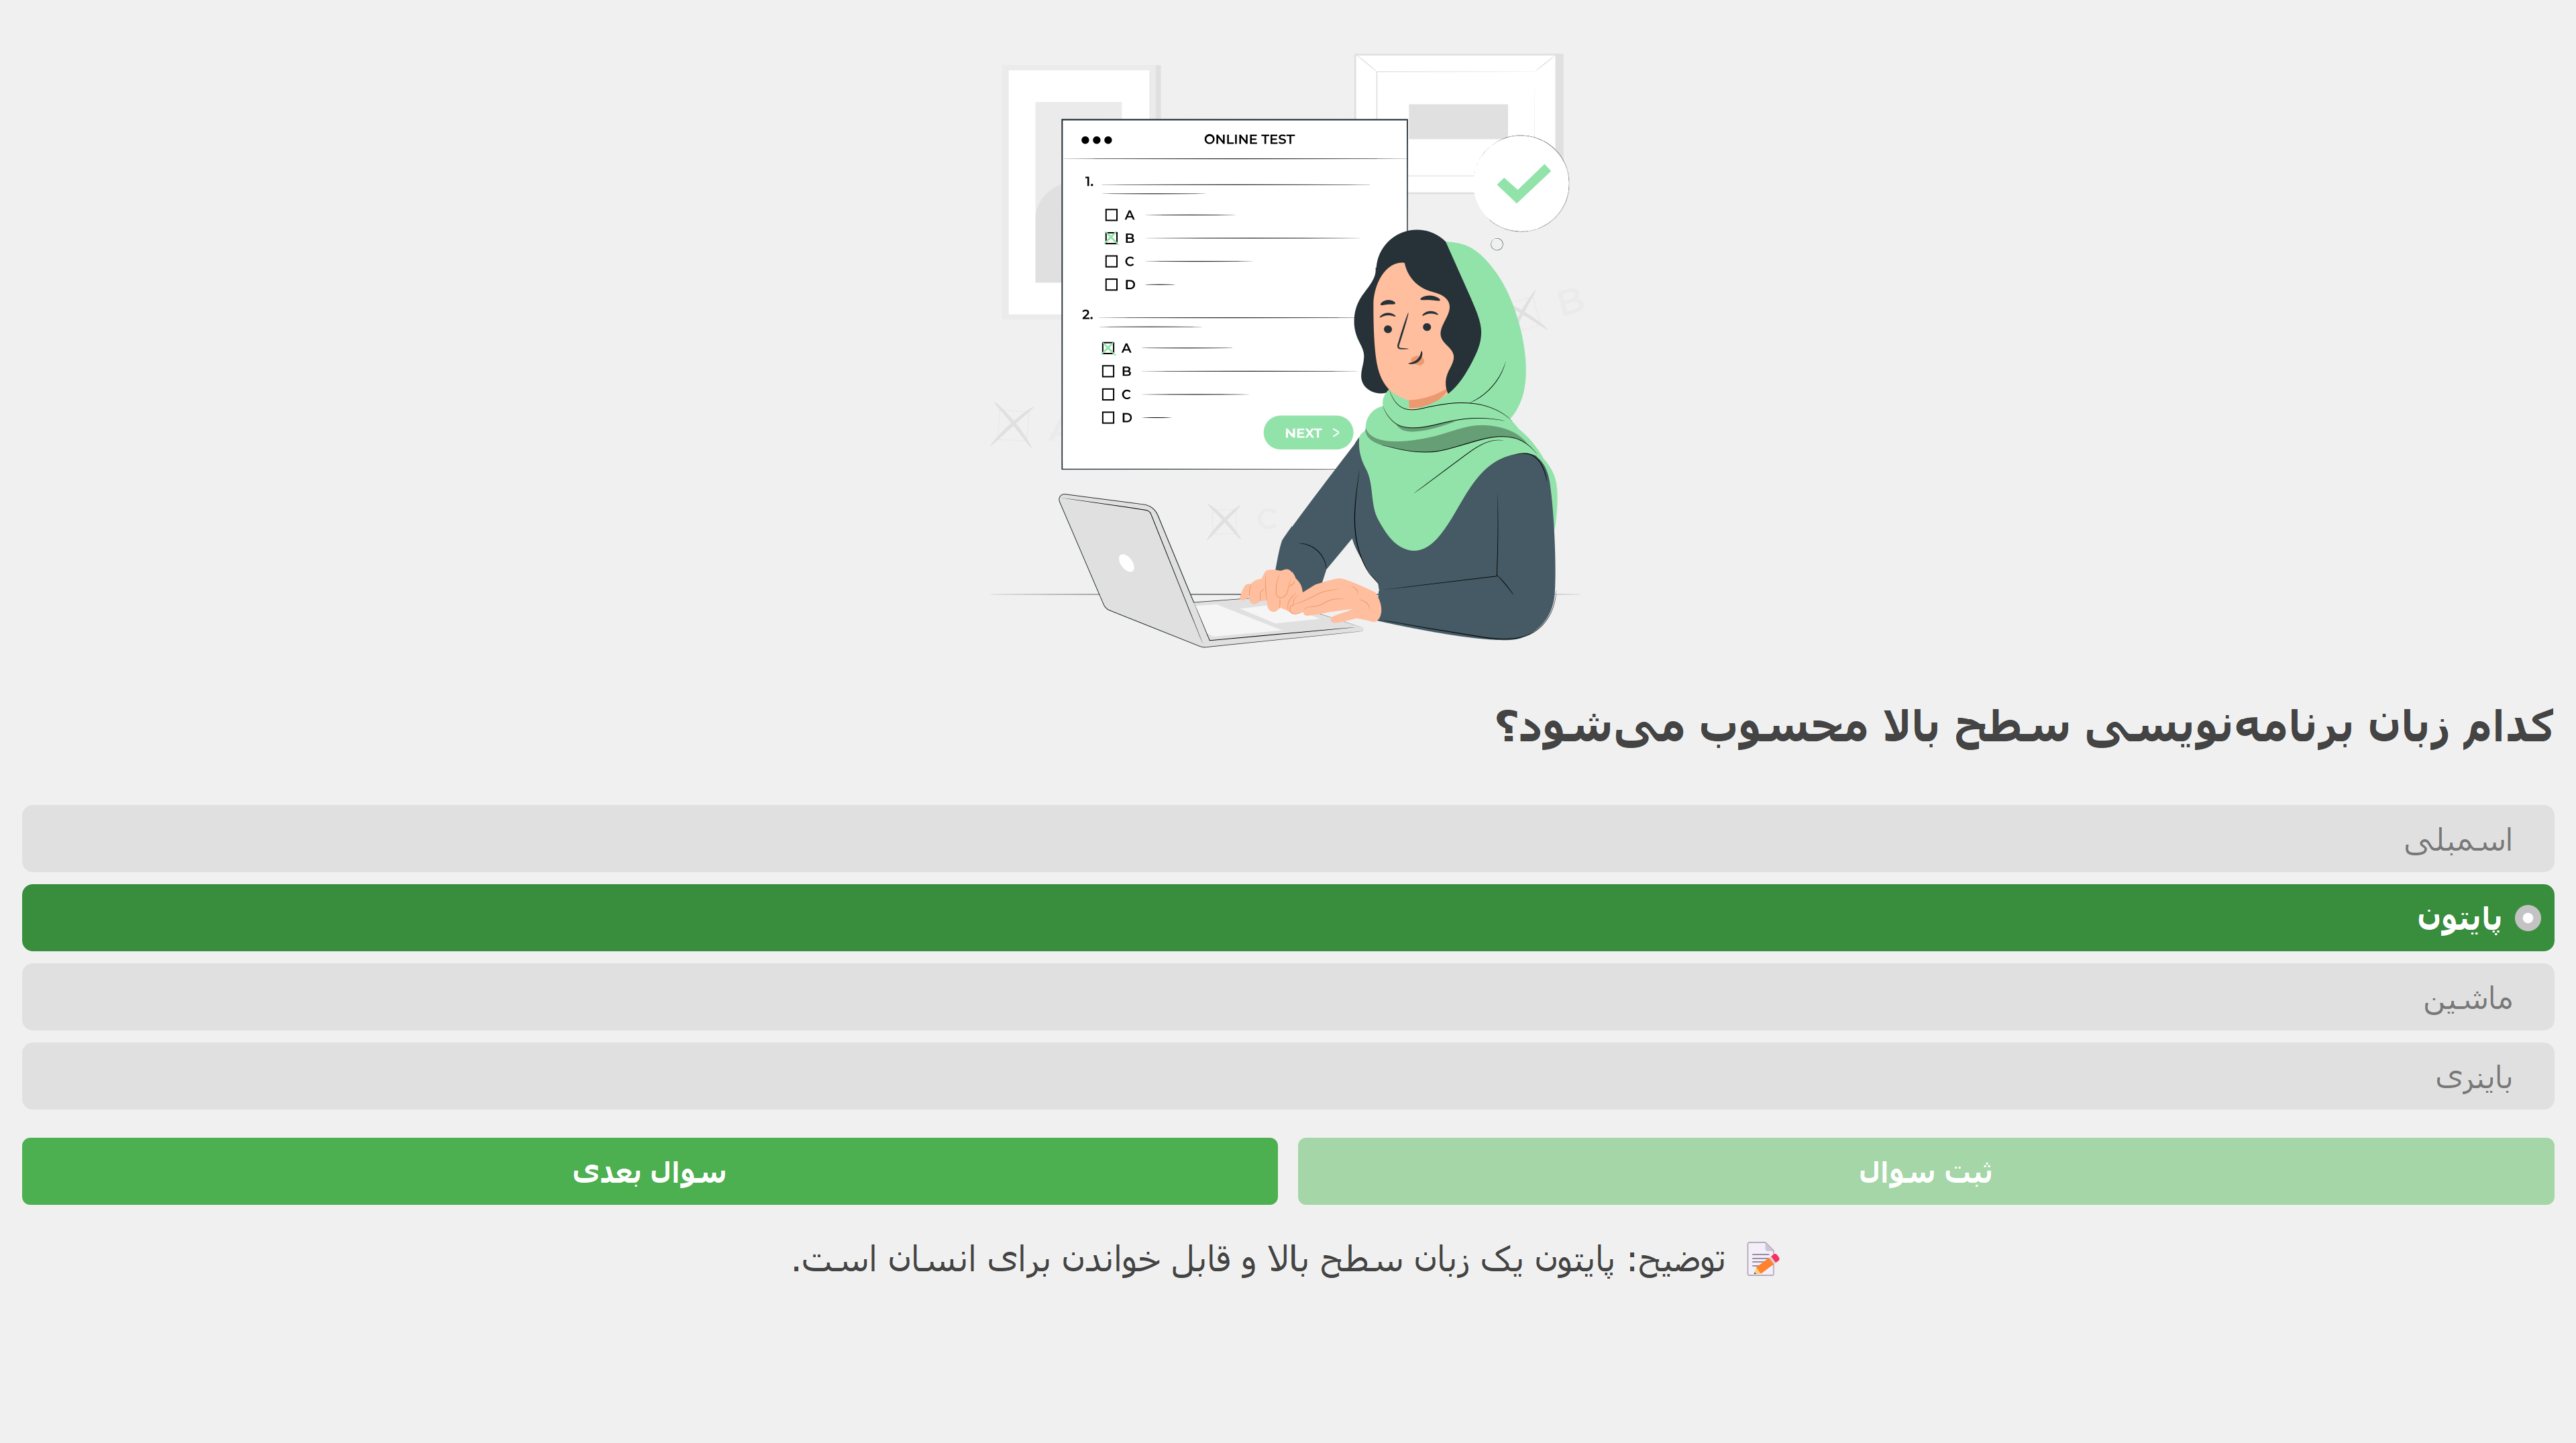 ONLINE TEST
1.
A
B
C
D
2.
A
B
C
D
NEXT >
B
A
C
کدام زبان برنامه‌نویسی سطح بالا محسوب می‌شود؟
اسمبلی
پایتون
ماشین
باینری
ثبت سوال
سوال بعدی
📝 توضیح: پایتون یک زبان سطح بالا و قابل خواندن برای انسان است.